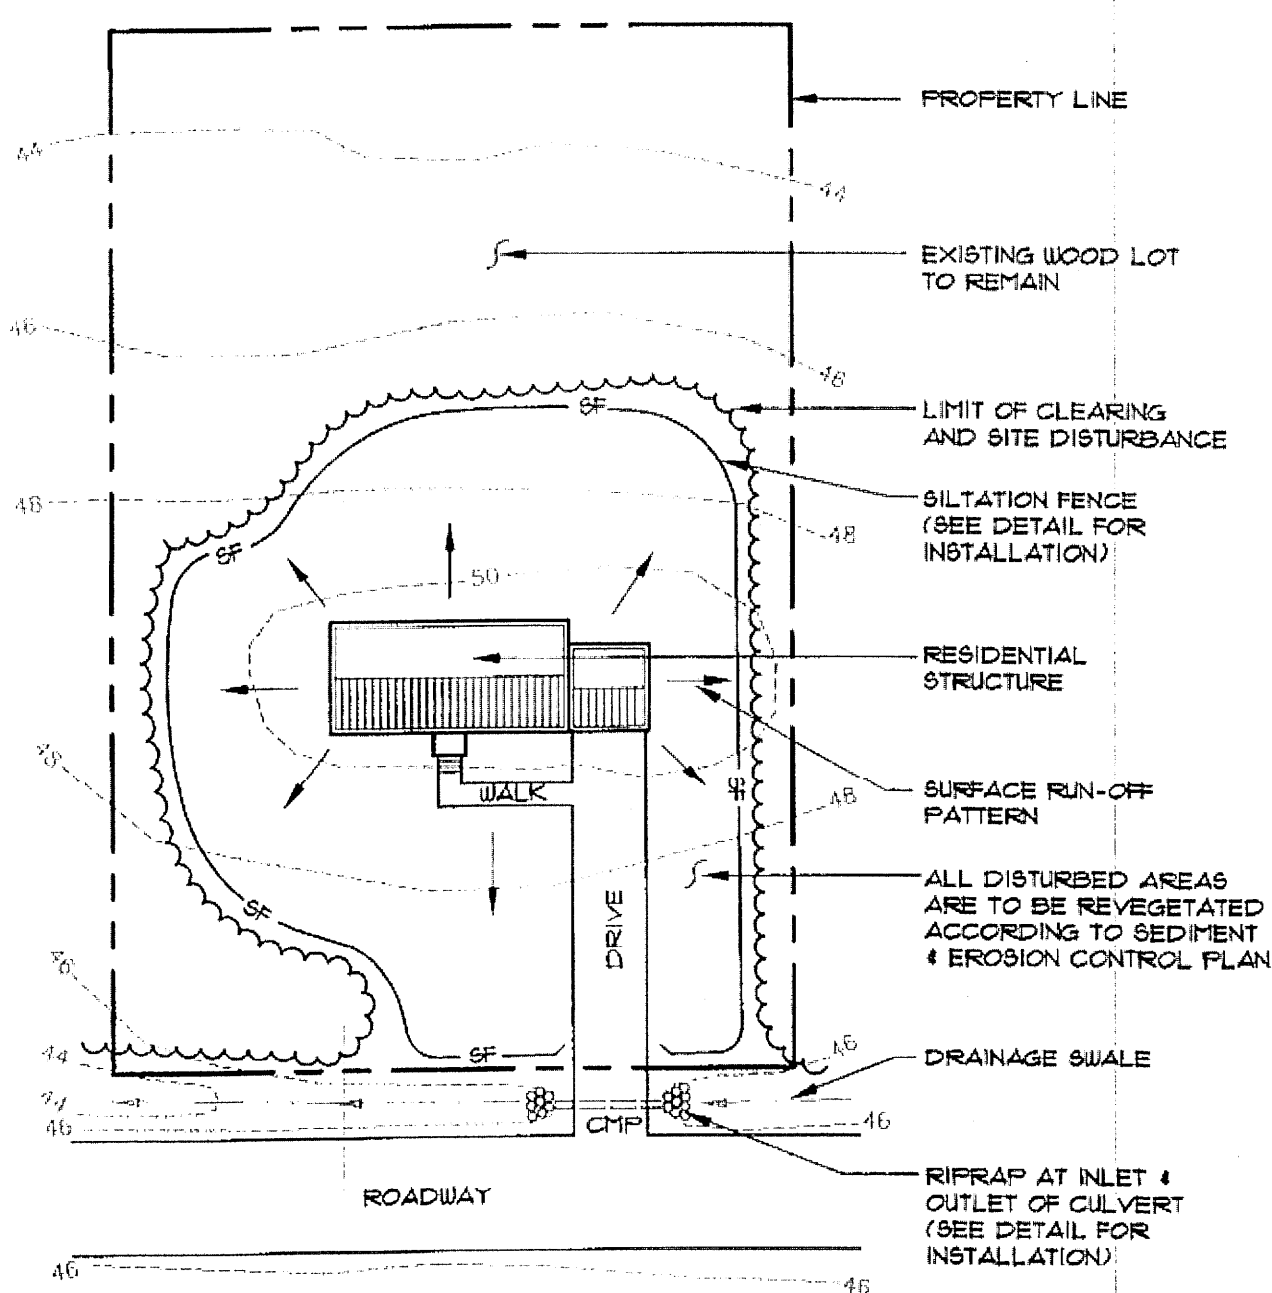 PROPERTY LINE
44
44
EXISTING WOOD LOT
TO REMAIN
46
46
SF
LIMIT OF CLEARING
AND SITE DISTURBANCE
48
48
SILTATION FENCE
(SEE DETAIL FOR
INSTALLATION)
SF
50
RESIDENTIAL
STRUCTURE
48
SF
WALK
48
SURFACE RUN-OFF
PATTERN
SF
DRIVE
ALL DISTURBED AREAS
ARE TO BE REVEGETATED
ACCORDING TO SEDIMENT
& EROSION CONTROL PLAN
46
44
SF
46
DRAINAGE SWALE
44
46
CMP
46
ROADWAY
RIPRAP AT INLET &
OUTLET OF CULVERT
(SEE DETAIL FOR
INSTALLATION)
46
46